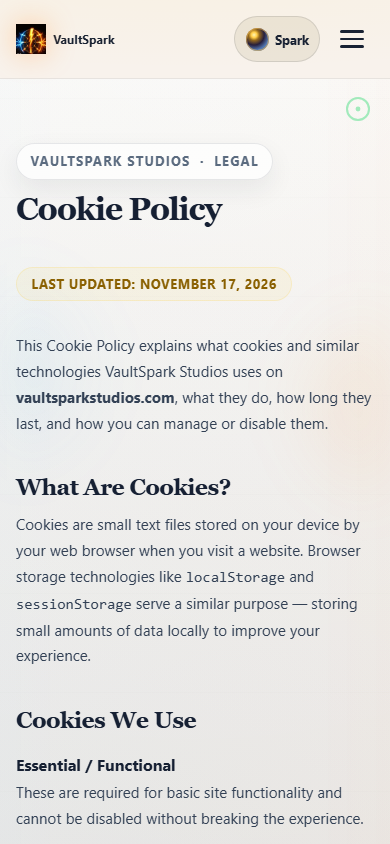 VaultSpark
Spark
VAULTSPARK STUDIOS · LEGAL
Cookie Policy
LAST UPDATED: NOVEMBER 17, 2026
This Cookie Policy explains what cookies and similar
technologies VaultSpark Studios uses on
vaultsparkstudios.com, what they do, how long they
last, and how you can manage or disable them.
What Are Cookies?
Cookies are small text files stored on your device by
your web browser when you visit a website. Browser
storage technologies like localStorage and
sessionStorage serve a similar purpose — storing
small amounts of data locally to improve your
experience.
Cookies We Use
Essential / Functional
These are required for basic site functionality and
cannot be disabled without breaking the experience.